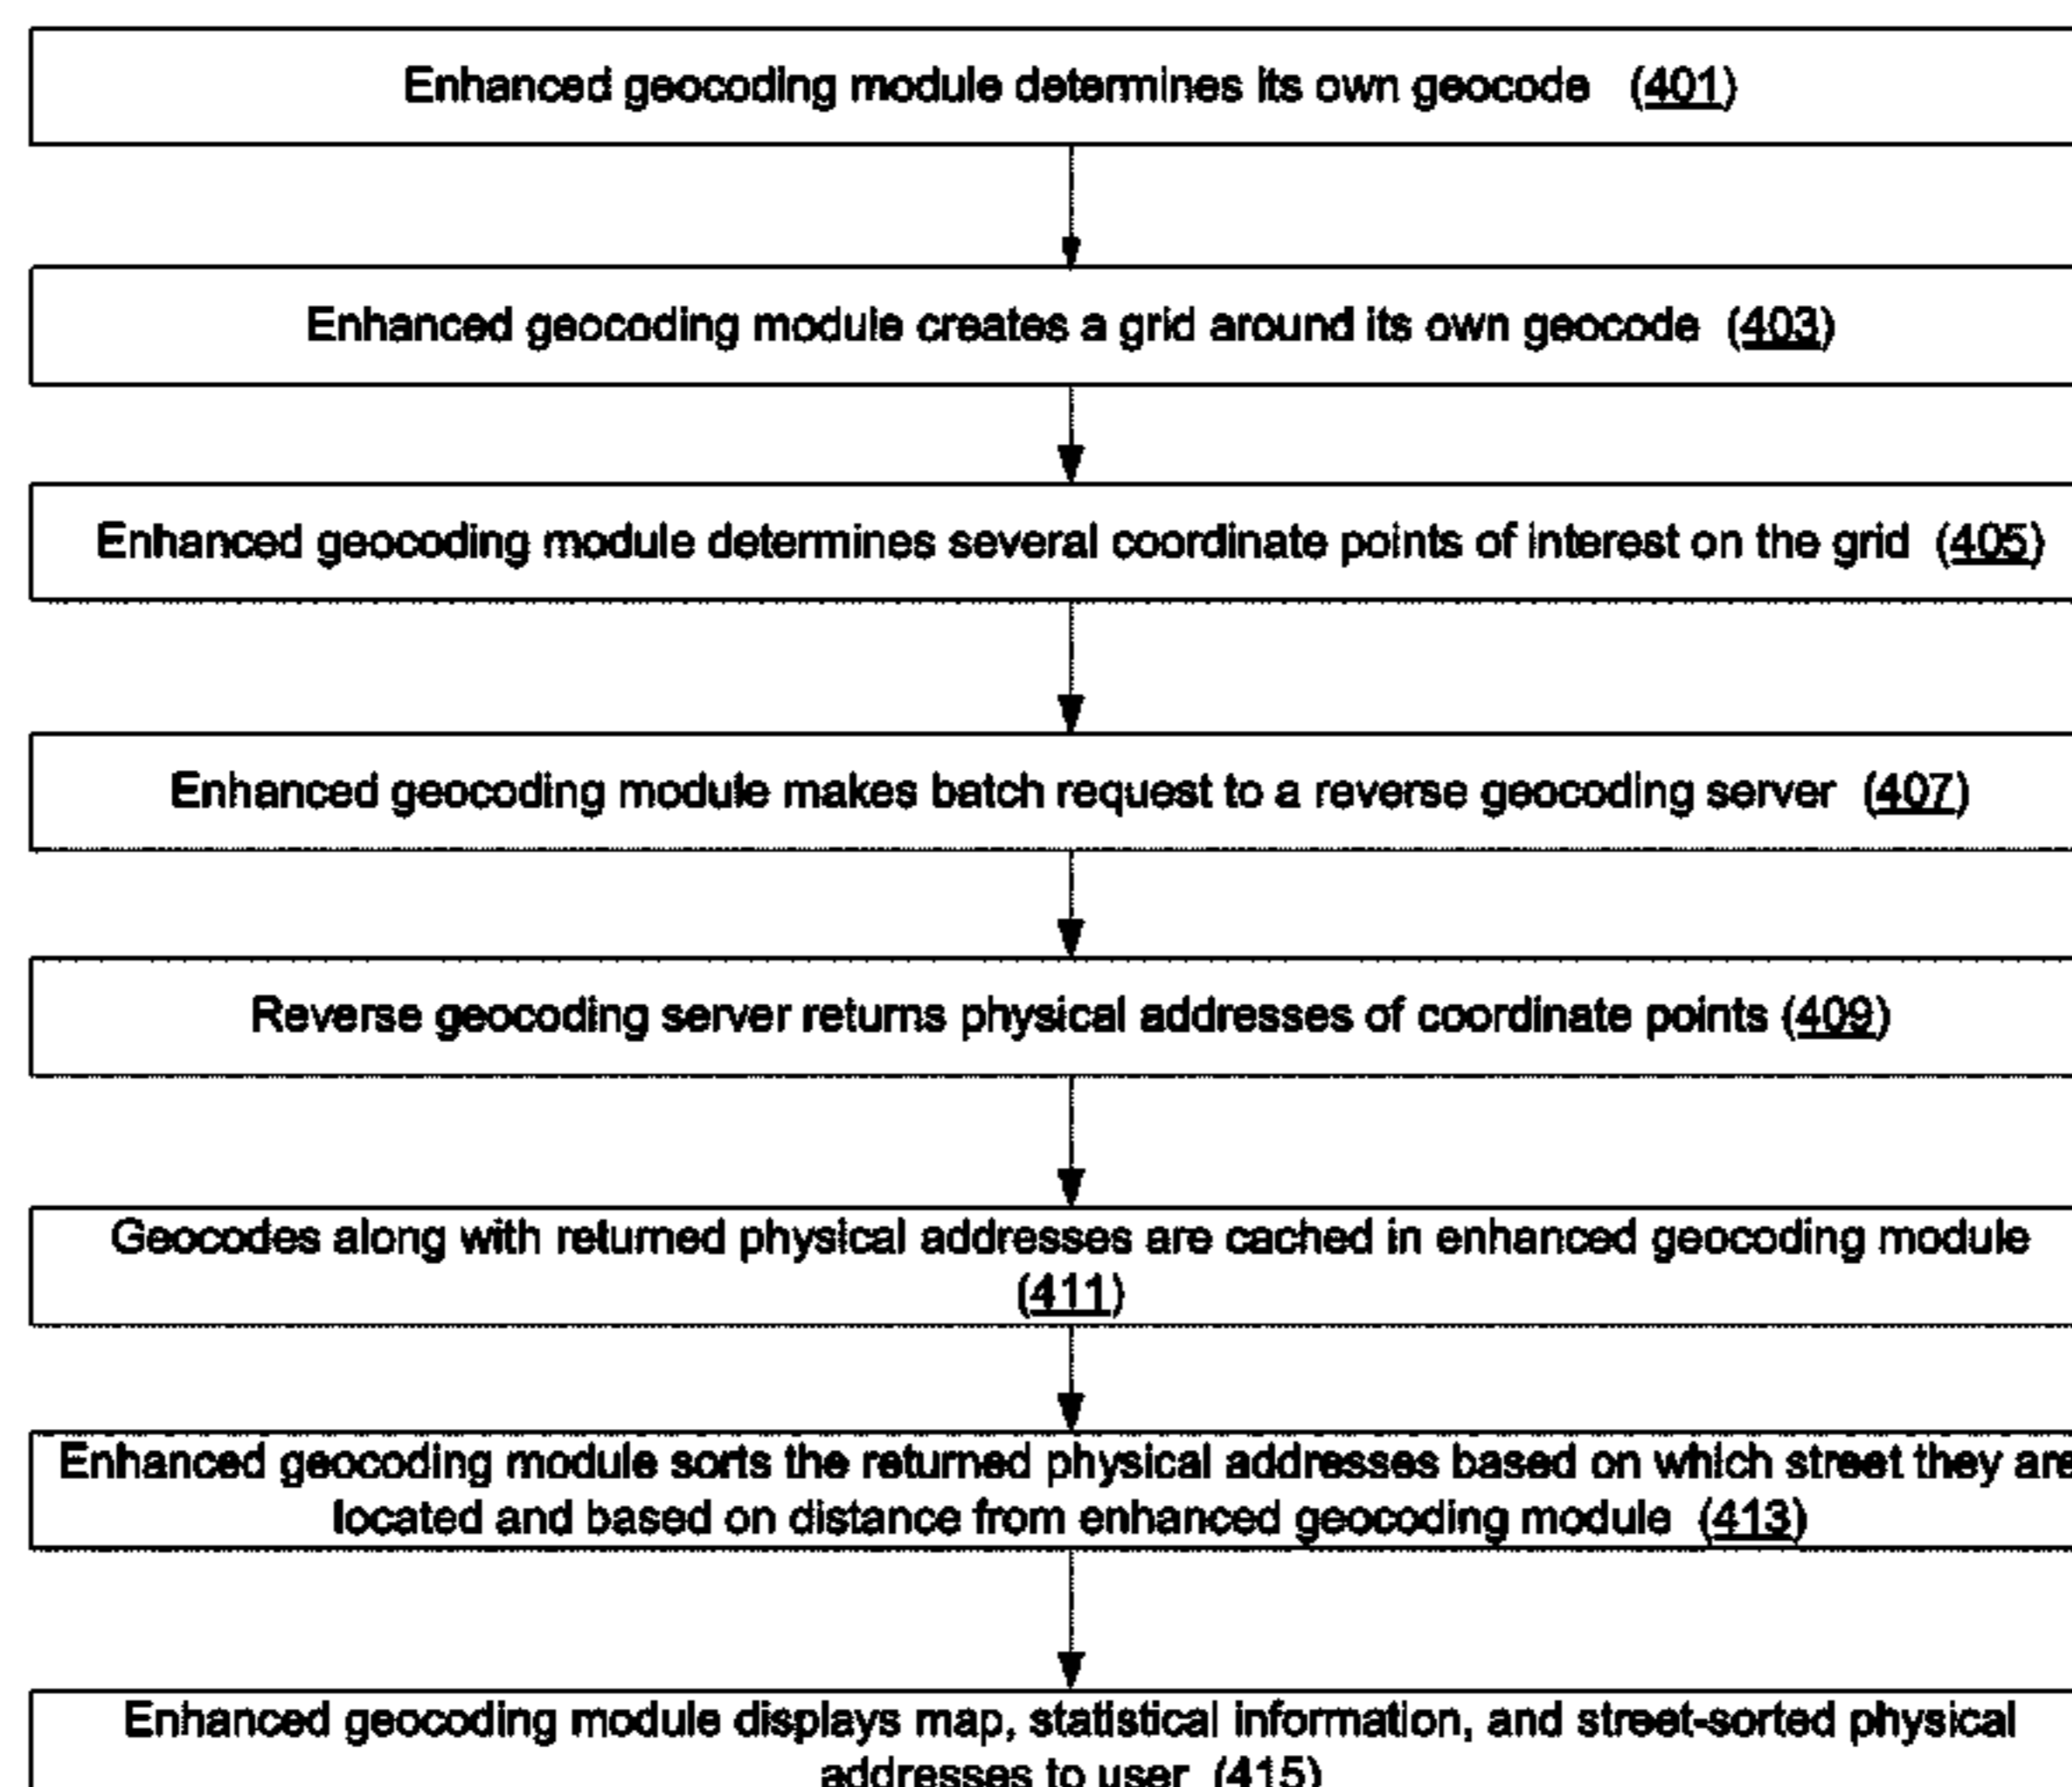 Enhanced geocoding module determines its own geocode (401)
Enhanced geocoding module creates a grid around its own geocode (403)
Enhanced geocoding module determines several coordinate points of interest on the grid (405)
Enhanced geocoding module makes batch request to a reverse geocoding server (407)
Reverse geocoding server returns physical addresses of coordinate points (409)
Geocodes along with returned physical addresses are cached in enhanced geocoding module
(411)
Enhanced geocoding module sorts the returned physical addresses based on which street they are
located and based on distance from enhanced geocoding module (413)
Enhanced geocoding module displays map, statistical information, and street-sorted physical
addresses to user (415)